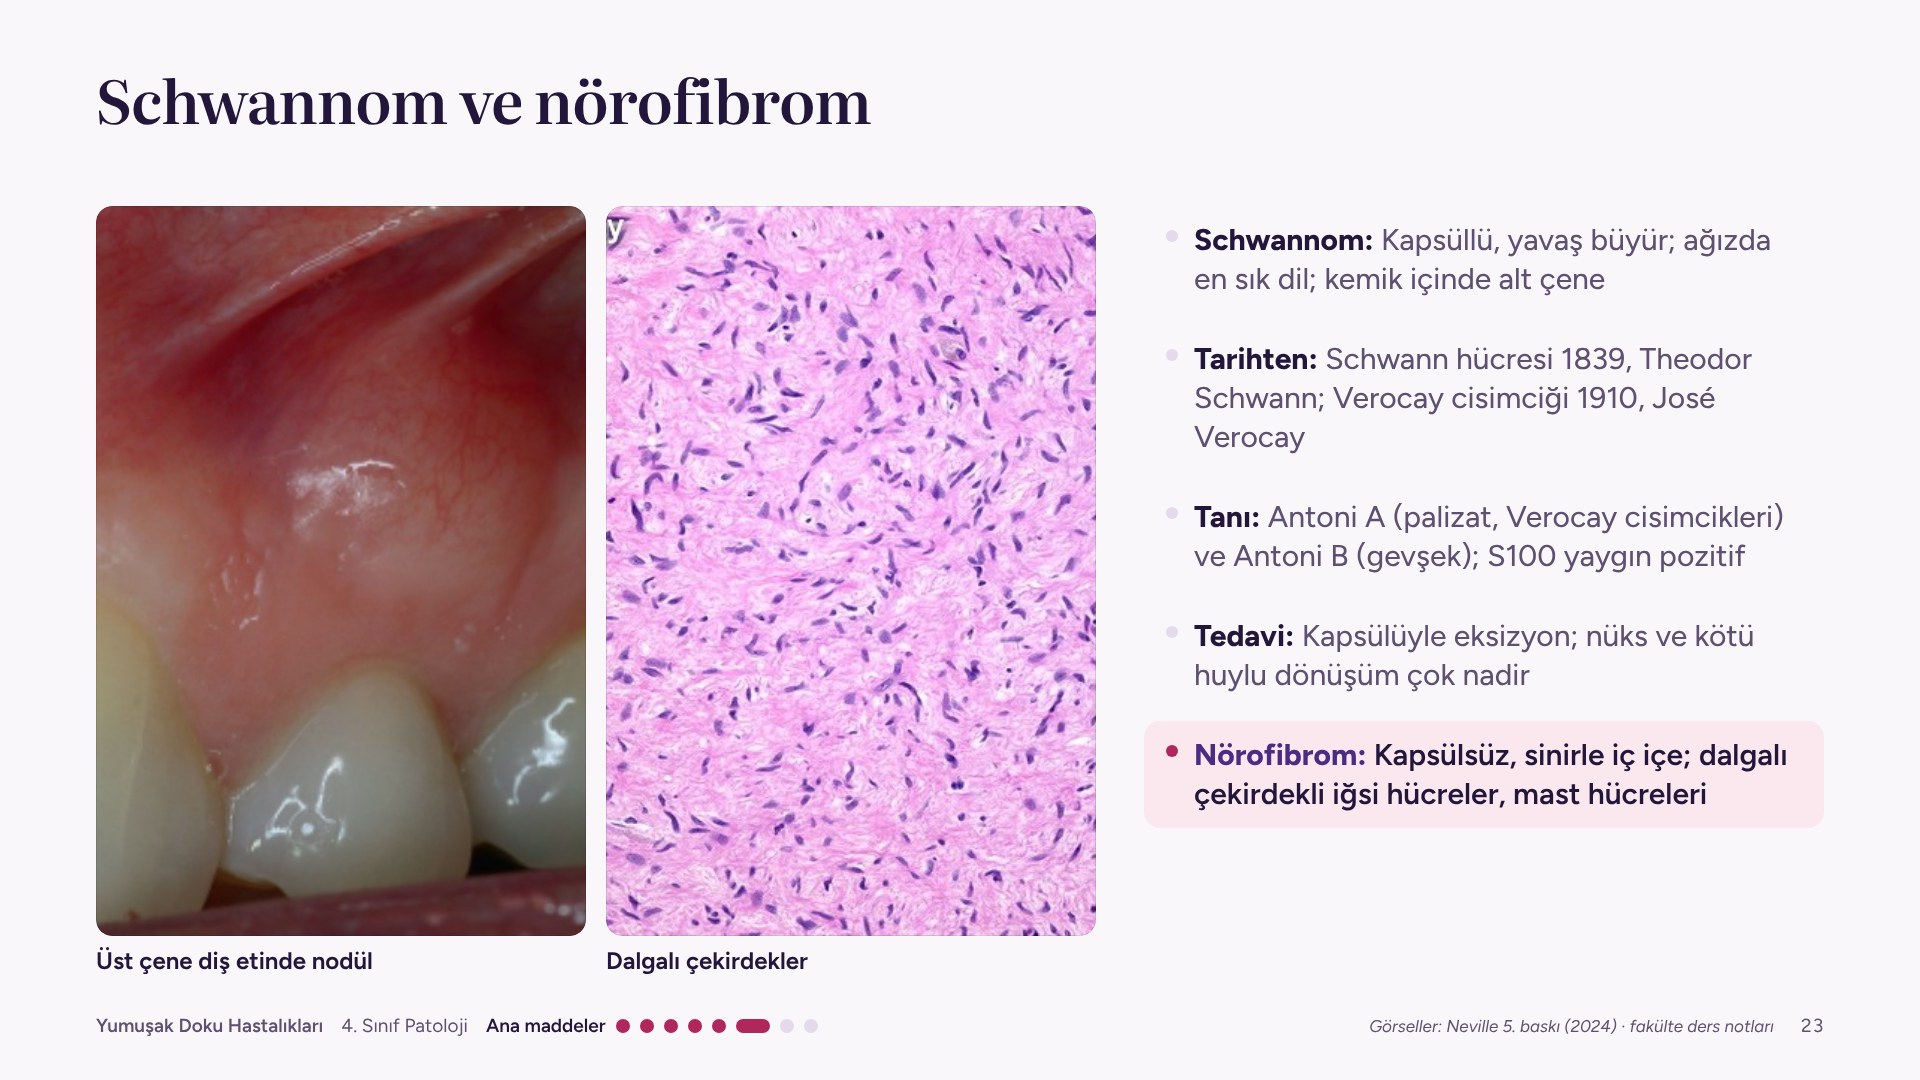 Schwannom ve nörofibrom
y
Schwannom: Kapsüllü, yavaş büyür; ağızda
en sık dil; kemik içinde alt çene
Tarihten: Schwann hücresi 1839, Theodor
Schwann; Verocay cisimciği 1910, José
Verocay
Tanı: Antoni A (palizat, Verocay cisimcikleri)
ve Antoni B (gevşek); S100 yaygın pozitif
Tedavi: Kapsülüyle eksizyon; nüks ve kötü
huylu dönüşüm çok nadir
Nörofibrom: Kapsülsüz, sinirle iç içe; dalgalı
çekirdekli iğsi hücreler, mast hücreleri
Üst çene diş etinde nodül
Dalgalı çekirdekler
Yumuşak Doku Hastalıkları 4. Sınıf Patoloji Ana maddeler
Görseller: Neville 5. baskı (2024) · fakülte ders notları 23